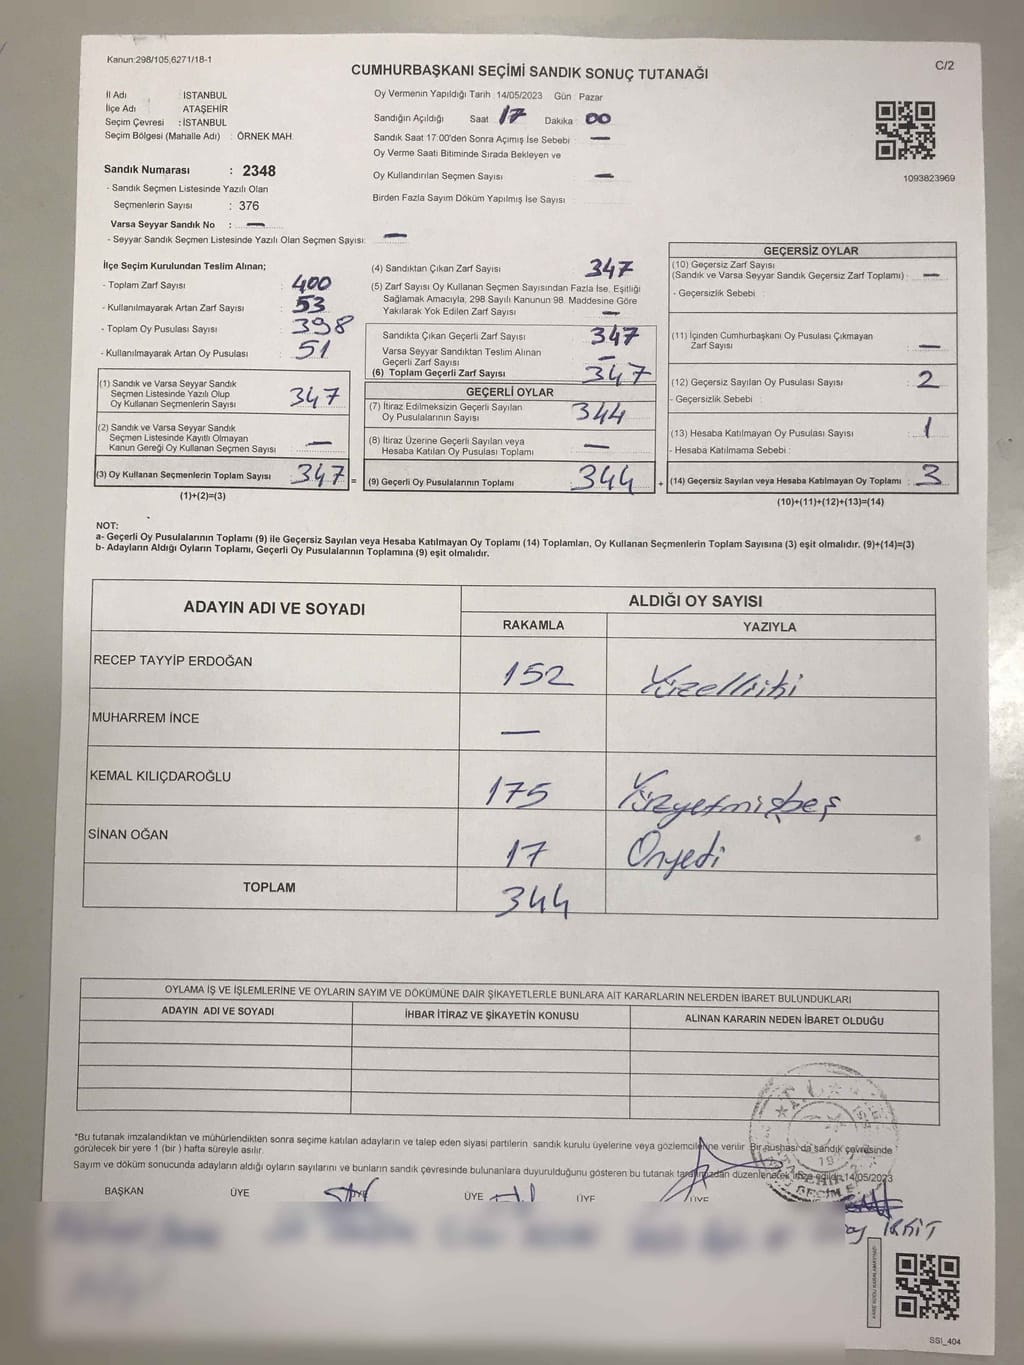 Kanun:298/105,6271/18-1
C/2
CUMHURBAŞKANI SEÇİMİ SANDIK SONUÇ TUTANAĞI
İl Adı : İSTANBUL
İlçe Adı : ATAŞEHİR
Seçim Çevresi : İSTANBUL
Seçim Bölgesi (Mahalle Adı) : ÖRNEK MAH.
Sandık Numarası : 2348
- Sandık Seçmen Listesinde Yazılı Olan
Seçmenlerin Sayısı : 376
Varsa Seyyar Sandık No : —
- Seyyar Sandık Seçmen Listesinde Yazılı Olan Seçmen Sayısı: —
Oy Vermenin Yapıldığı Tarih :14/05/2023 Gün Pazar
Sandığın Açıldığı Saat 17 Dakika 00
Sandık Saat 17:00'den Sonra Açımış İse Sebebi : —
Oy Verme Saati Bitiminde Sırada Bekleyen ve
Oy Kullandırılan Seçmen Sayısı : —
Birden Fazla Sayım Döküm Yapılmış İse Sayısı :
1093823969
İlçe Seçim Kurulundan Teslim Alınan;
- Toplam Zarf Sayısı : 400
- Kullanılmayarak Artan Zarf Sayısı : 53
- Toplam Oy Pusulası Sayısı : 398
- Kullanılmayarak Artan Oy Pusulası : 51
(1) Sandık ve Varsa Seyyar Sandık
Seçmen Listesinde Yazılı Olup
Oy Kullanan Seçmenlerin Sayısı : 347
(2) Sandık ve Varsa Seyyar Sandık
Seçmen Listesinde Kayıtlı Olmayan
Kanun Gereği Oy Kullanan Seçmen Sayısı : —
(3) Oy Kullanan Seçmenlerin Toplam Sayısı : 347 =
(1)+(2)=(3)
(4) Sandıktan Çıkan Zarf Sayısı : 347
(5) Zarf Sayısı Oy Kullanan Seçmen Sayısından Fazla İse, Eşitliği
Sağlamak Amacıyla, 298 Sayılı Kanunun 98. Maddesine Göre
Yakılarak Yok Edilen Zarf Sayısı : —
Sandıkta Çıkan Geçerli Zarf Sayısı : 347
Varsa Seyyar Sandıktan Teslim Alınan
Geçerli Zarf Sayısı : —
(6) Toplam Geçerli Zarf Sayısı : 347
GEÇERLİ OYLAR
(7) İtiraz Edilmeksizin Geçerli Sayılan
Oy Pusulalarının Sayısı : 344
(8) İtiraz Üzerine Geçerli Sayılan veya
Hesaba Katılan Oy Pusulası Toplamı : —
(9) Geçerli Oy Pusulalarının Toplamı : 344 +
GEÇERSİZ OYLAR
(10) Geçersiz Zarf Sayısı
(Sandık ve Varsa Seyyar Sandık Geçersiz Zarf Toplamı) : —
- Geçersizlik Sebebi :
(11) İçinden Cumhurbaşkanı Oy Pusulası Çıkmayan
Zarf Sayısı : —
(12) Geçersiz Sayılan Oy Pusulası Sayısı : 2
- Geçersizlik Sebebi :
(13) Hesaba Katılmayan Oy Pusulası Sayısı : 1
- Hesaba Katılmama Sebebi :
(14) Geçersiz Sayılan veya Hesaba Katılmayan Oy Toplamı : 3
(10)+(11)+(12)+(13)=(14)
NOT:
a- Geçerli Oy Pusulalarının Toplamı (9) ile Geçersiz Sayılan veya Hesaba Katılmayan Oy Toplamı (14) Toplamları, Oy Kullanan Seçmenlerin Toplam Sayısına (3) eşit olmalıdır. (9)+(14)=(3)
b- Adayların Aldığı Oyların Toplamı, Geçerli Oy Pusulalarının Toplamına (9) eşit olmalıdır.
ADAYIN ADI VE SOYADI ALDIĞI OY SAYISI
RAKAMLA YAZIYLA
RECEP TAYYİP ERDOĞAN 152 Yüzelliiki
MUHARREM İNCE —
KEMAL KILIÇDAROĞLU 175 Yüzyetmişbeş
SİNAN OĞAN 17 Onyedi
TOPLAM 344
OYLAMA İŞ VE İŞLEMLERİNE VE OYLARIN SAYIM VE DÖKÜMÜNE DAİR ŞİKAYETLERLE BUNLARA AİT KARARLARIN NELERDEN İBARET BULUNDUKLARI
ADAYIN ADI VE SOYADI İHBAR İTİRAZ VE ŞİKAYETİN KONUSU ALINAN KARARIN NEDEN İBARET OLDUĞU
*Bu tutanak imzalandıktan ve mühürlendikten sonra seçime katılan adayların ve talep eden siyasi partilerin sandık kurulu üyelerine veya gözlemcilerine verilir. Bir nüshası da sandık çevresinde
görülecek bir yere 1 (bir ) hafta süreyle asılır.
Sayım ve döküm sonucunda adayların aldığı oyların sayılarını ve bunların sandık çevresinde bulunanlara duyurulduğunu gösteren bu tutanak tarafımızdan düzenlenerek 14/05/2023
BAŞKAN ÜYE ÜYE ÜYE ÜYE
SSI_404